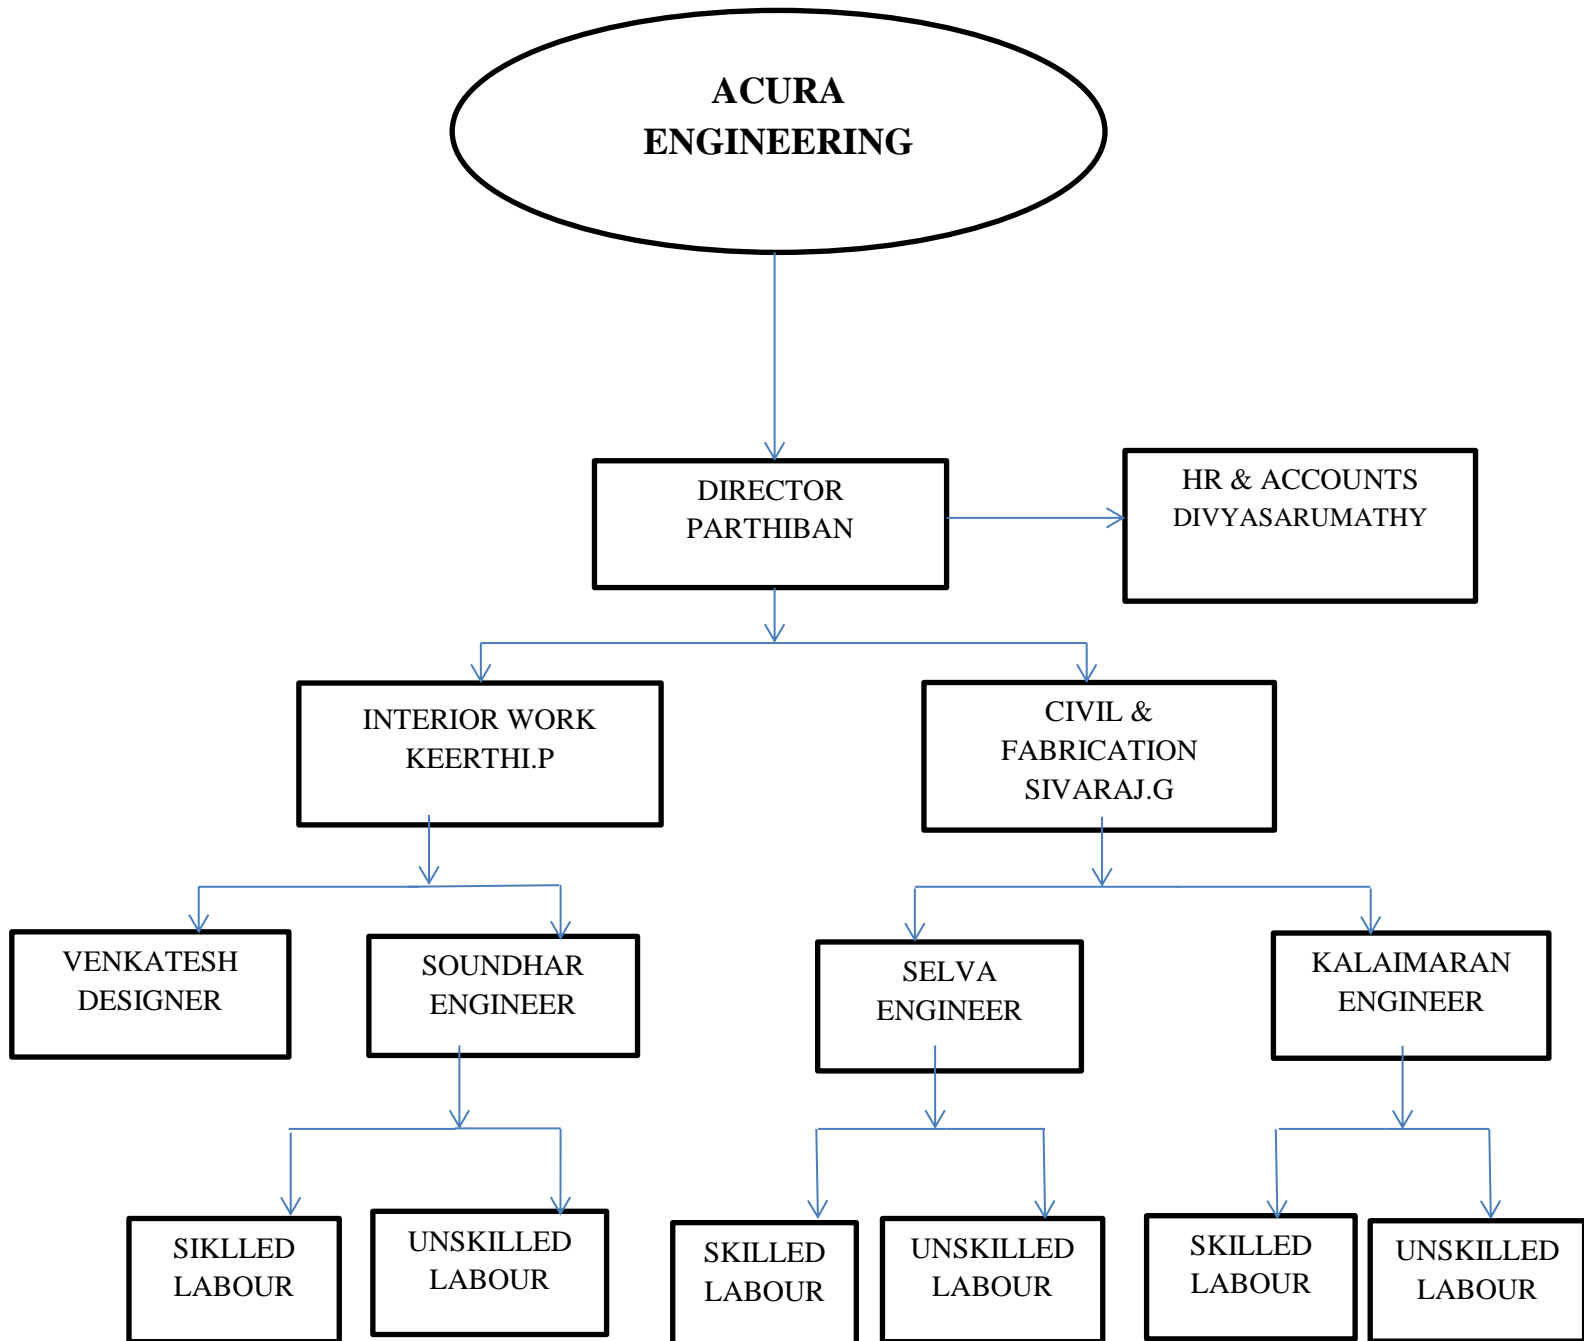 ACURA
ENGINEERING
DIRECTOR
PARTHIBAN
HR & ACCOUNTS
DIVYASARUMATHY
INTERIOR WORK
KEERTHI.P
CIVIL &
FABRICATION
SIVARAJ.G
VENKATESH
DESIGNER
SOUNDHAR
ENGINEER
SELVA
ENGINEER
KALAIMARAN
ENGINEER
SIKLLED
LABOUR
UNSKILLED
LABOUR
SKILLED
LABOUR
UNSKILLED
LABOUR
SKILLED
LABOUR
UNSKILLED
LABOUR